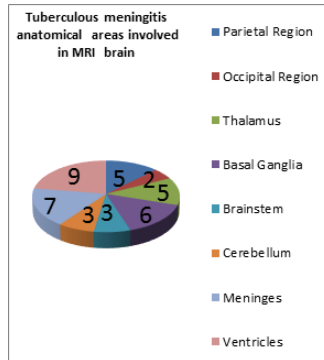 Tuberculous meningitis
anatomical areas involved
in MRI brain
5
2
5
6
3
3
7
9
Parietal Region
Occipital Region
Thalamus
Basal Ganglia
Brainstem
Cerebellum
Meninges
Ventricles